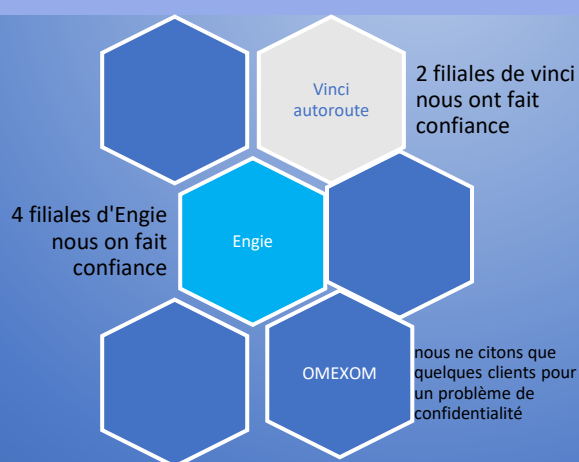 Vinci
autoroute
2 filiales de vinci
nous ont fait
confiance
4 filiales d'Engie
nous on fait
confiance
Engie
OMEXOM
nous ne citons que
quelques clients pour
un problème de
confidentialité